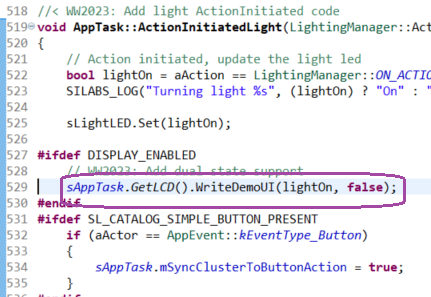 518 //< WW2023: Add light ActionInitiated code
519 void AppTask::ActionInitiatedLight(LightingManager::Ac
520 {
521 // Action initiated, update the light led
522 bool lightOn = aAction == LightingManager::ON_ACTIO
523 SILABS_LOG("Turning light %s", (lightOn) ? "On" : "
524
525 sLightLED.Set(lightOn);
526
527 #ifdef DISPLAY_ENABLED
528 // WW2023: Add dual state support
529 sAppTask.GetLCD().WriteDemoUI(lightOn, false);
530 #endif
531 #ifdef SL_CATALOG_SIMPLE_BUTTON_PRESENT
532 if (aActor == AppEvent::kEventType_Button)
533 {
534 sAppTask.mSyncClusterToButtonAction = true;
535 }
536 #endif